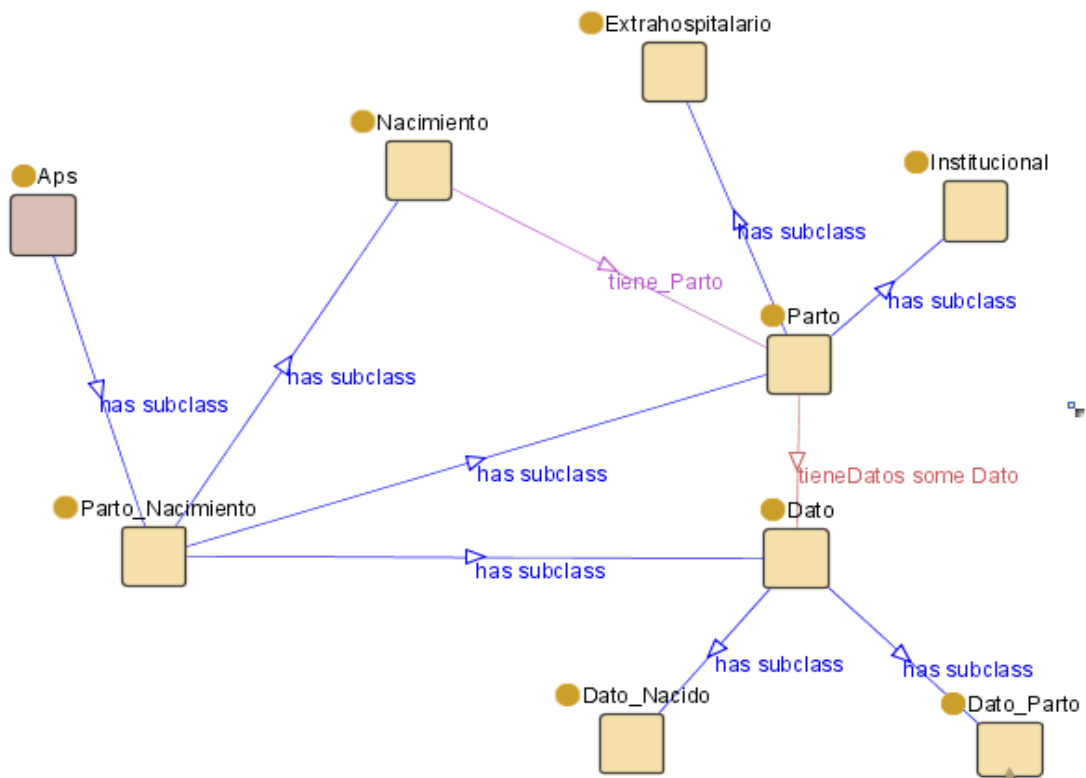 Extrahospitalario
Nacimiento
Institucional
Aps
has subclass
tiene_Parto
has subclass
Parto
has subclass
has subclass
has subclass
tieneDatos some Dato
Parto_Nacimiento
Dato
has subclass
has subclass
has subclass
Dato_Nacido
Dato_Parto